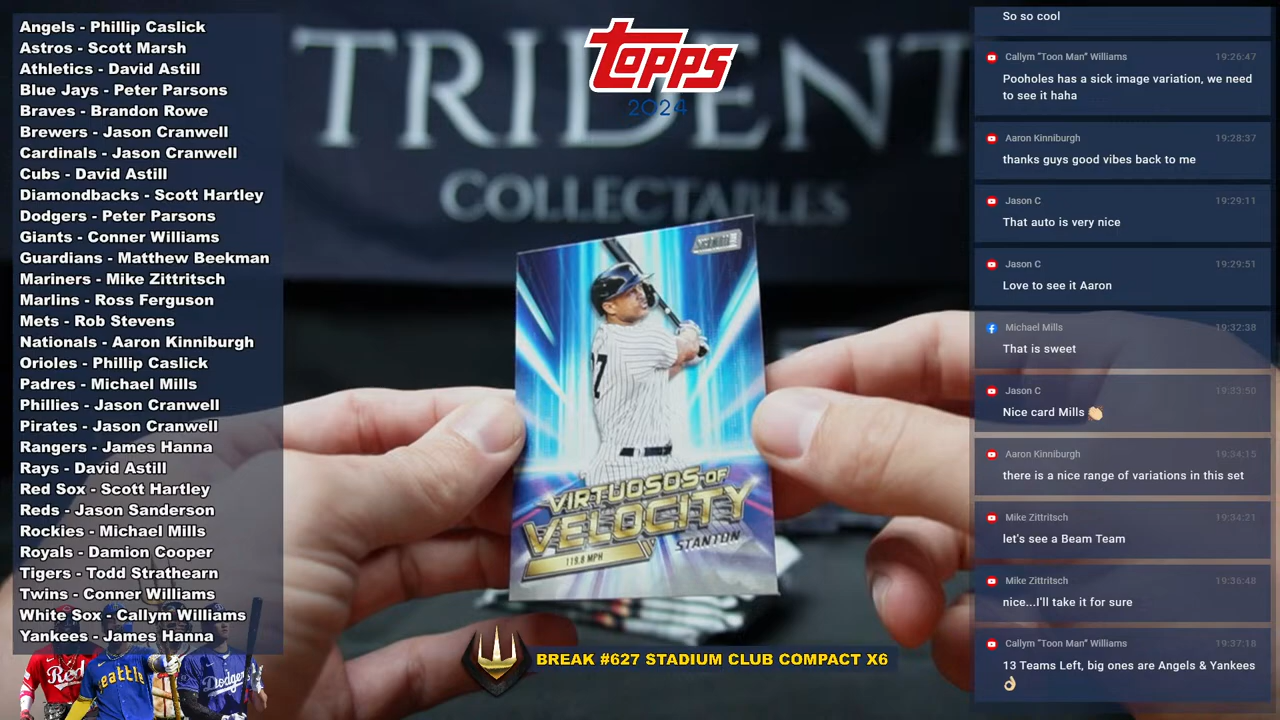 Angels - Phillip Caslick
Astros - Scott Marsh
Athletics - David Astill
Blue Jays - Peter Parsons
Braves - Brandon Rowe
Brewers - Jason Cranwell
Cardinals - Jason Cranwell
Cubs - David Astill
Diamondbacks - Scott Hartley
Dodgers - Peter Parsons
Giants - Conner Williams
Guardians - Matthew Beekman
Mariners - Mike Zittritsch
Marlins - Ross Ferguson
Mets - Rob Stevens
Nationals - Aaron Kinniburgh
Orioles - Phillip Caslick
Padres - Michael Mills
Phillies - Jason Cranwell
Pirates - Jason Cranwell
Rangers - James Hanna
Rays - David Astill
Red Sox - Scott Hartley
Reds - Jason Sanderson
Rockies - Michael Mills
Royals - Damion Cooper
Tigers - Todd Strathearn
Twins - Conner Williams
White Sox - Callym Williams
Yankees - James Hanna
Reds
seattle
Dodgers
TRIDENT
COLLECTABLES
topps
2024
7
VIRTUOSOS OF
VELOCITY
STANTON
119.8 MPH
BREAK #627 STADIUM CLUB COMPACT X6
So so cool
Callym "Toon Man" Williams 19:26:47
Pooholes has a sick image variation, we need
to see it haha
Aaron Kinniburgh 19:28:37
thanks guys good vibes back to me
Jason C 19:29:11
That auto is very nice
Jason C 19:29:51
Love to see it Aaron
Michael Mills 19:32:38
That is sweet
Jason C 19:33:50
Nice card Mills 👏🏼
Aaron Kinniburgh 19:34:15
there is a nice range of variations in this set
Mike Zittritsch 19:34:21
let's see a Beam Team
Mike Zittritsch 19:36:48
nice...I'll take it for sure
Callym "Toon Man" Williams 19:37:18
13 Teams Left, big ones are Angels & Yankees
👌🏼